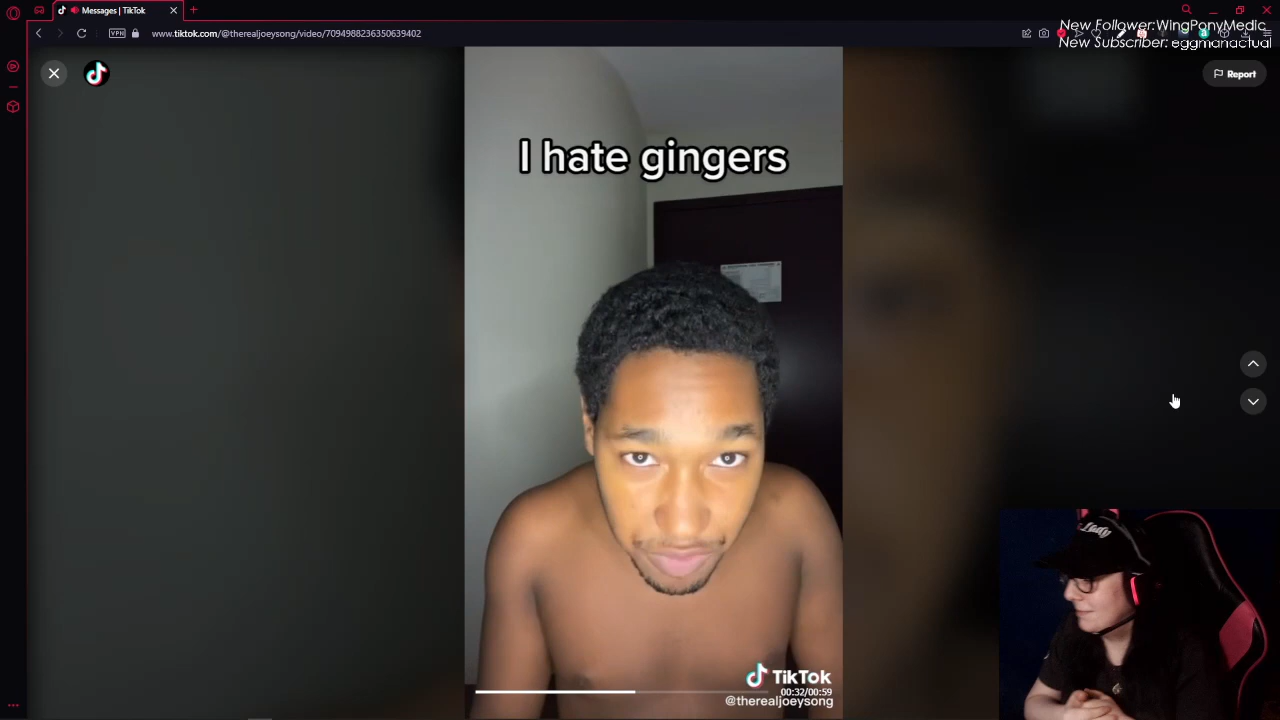 Messages | TikTok
VPN
www.tiktok.com/@therealjoeysong/video/7094988236350639402
New Follower:WingPonyMedic
New Subscriber: eggmanactual
Report
I hate gingers
TikTok
00:32/00:59
@therealjoeysong